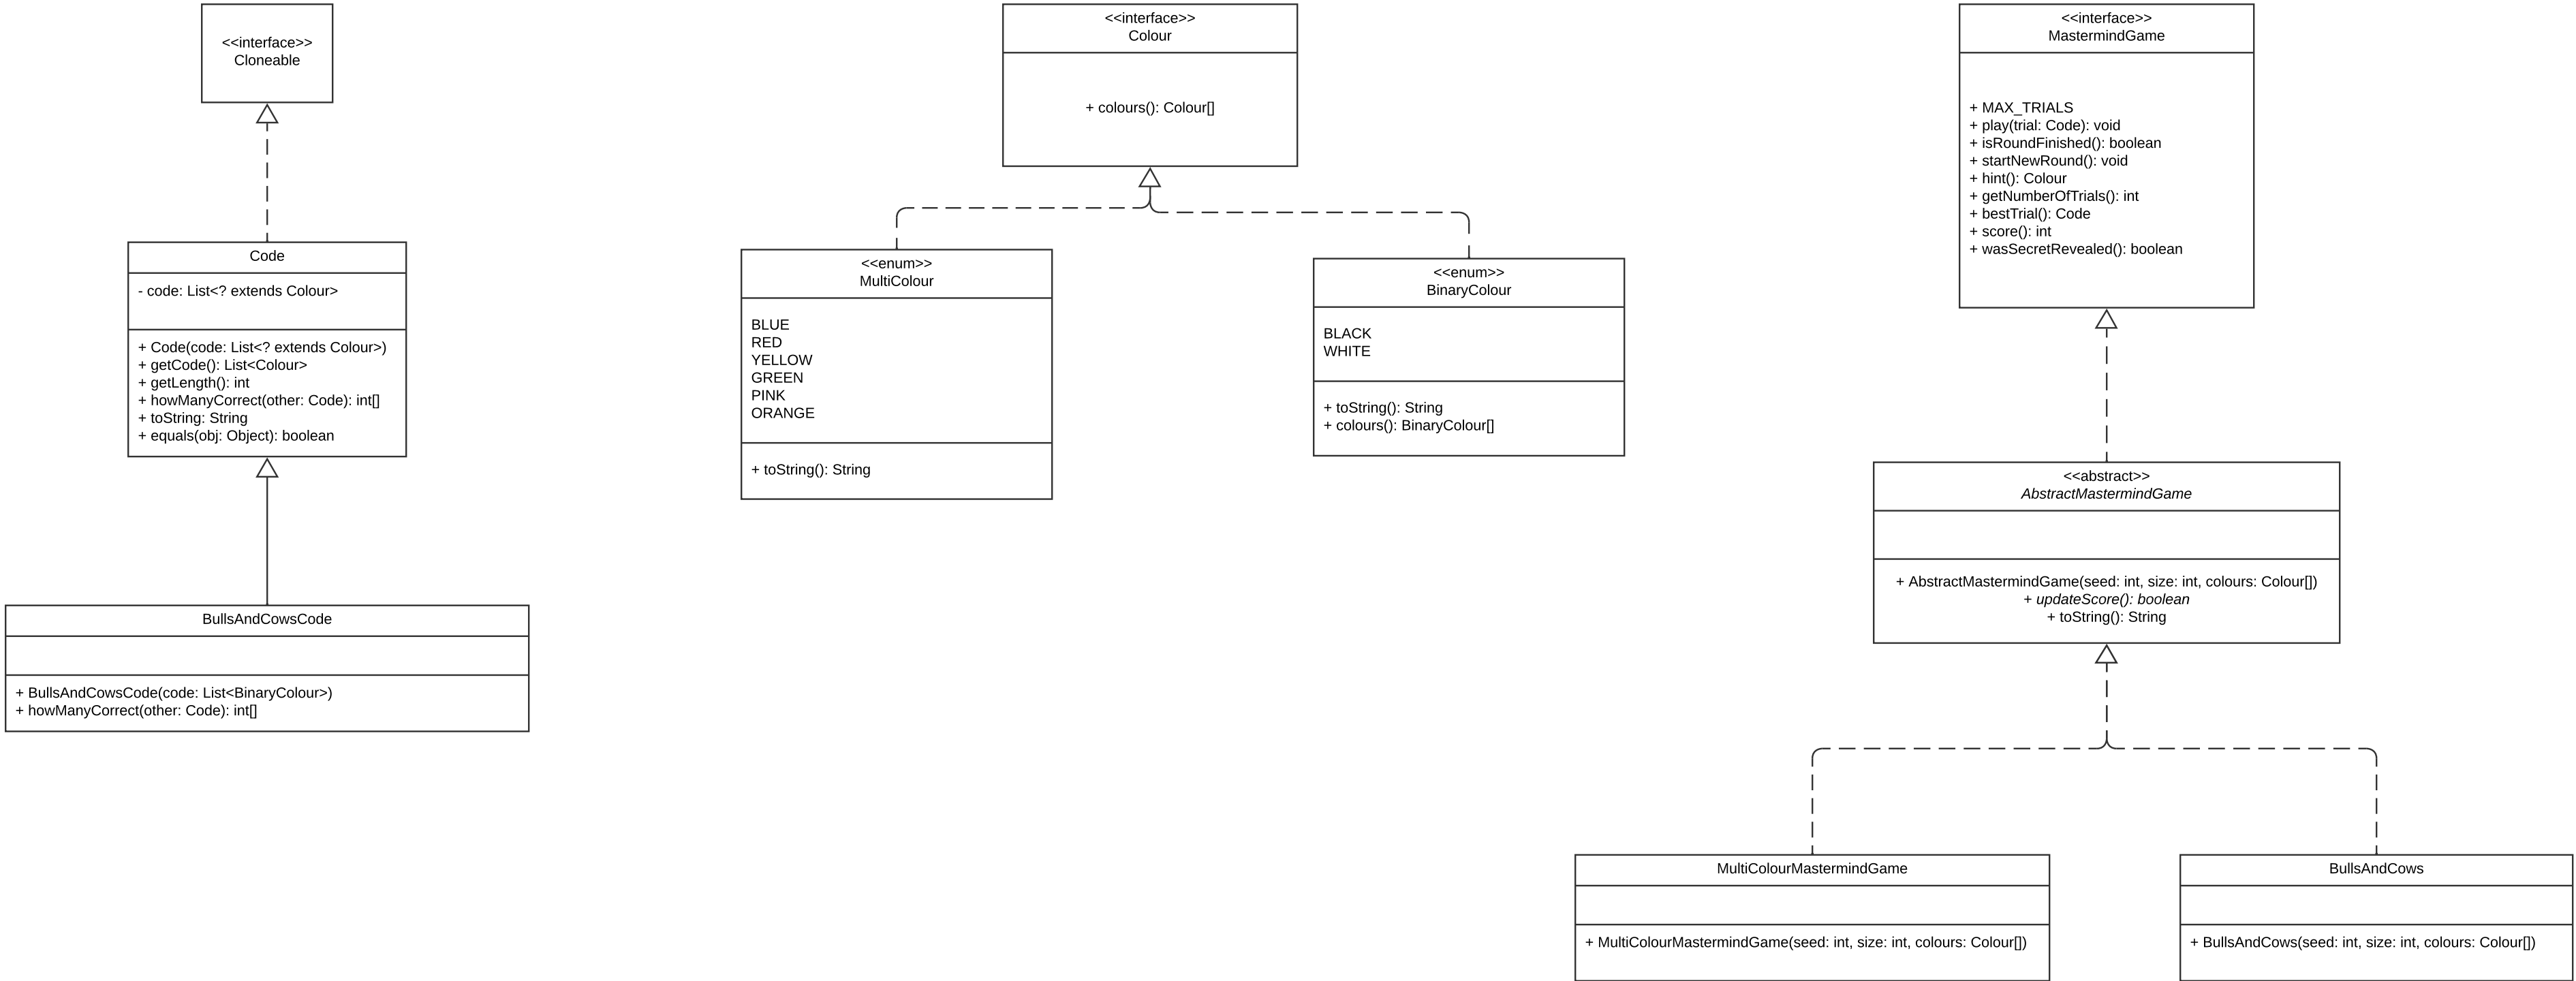 <<interface>>
Cloneable
Code
- code: List<? extends Colour>
+ Code(code: List<? extends Colour>)
+ getCode(): List<Colour>
+ getLength(): int
+ howManyCorrect(other: Code): int[]
+ toString: String
+ equals(obj: Object): boolean
BullsAndCowsCode
+ BullsAndCowsCode(code: List<BinaryColour>)
+ howManyCorrect(other: Code): int[]
<<interface>>
Colour
+ colours(): Colour[]
<<enum>>
MultiColour
BLUE
RED
YELLOW
GREEN
PINK
ORANGE
+ toString(): String
<<enum>>
BinaryColour
BLACK
WHITE
+ toString(): String
+ colours(): BinaryColour[]
<<interface>>
MastermindGame
+ MAX_TRIALS
+ play(trial: Code): void
+ isRoundFinished(): boolean
+ startNewRound(): void
+ hint(): Colour
+ getNumberOfTrials(): int
+ bestTrial(): Code
+ score(): int
+ wasSecretRevealed(): boolean
<<abstract>>
AbstractMastermindGame
+ AbstractMastermindGame(seed: int, size: int, colours: Colour[])
+ updateScore(): boolean
+ toString(): String
MultiColourMastermindGame
+ MultiColourMastermindGame(seed: int, size: int, colours: Colour[])
BullsAndCows
+ BullsAndCows(seed: int, size: int, colours: Colour[])